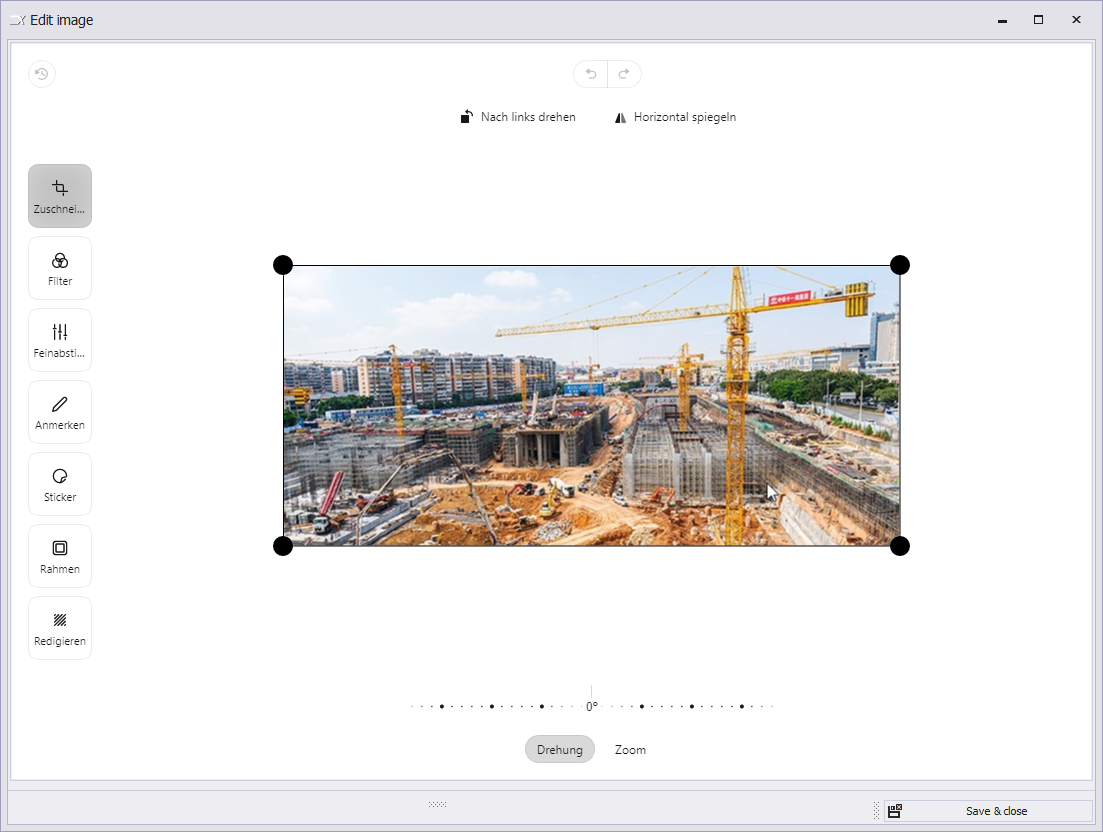 Edit image
Nach links drehen
Horizontal spiegeln
Zuschnei...
Filter
Feinabsti...
Anmerken
Sticker
Rahmen
Redigieren
0°
Drehung
Zoom
Save & close